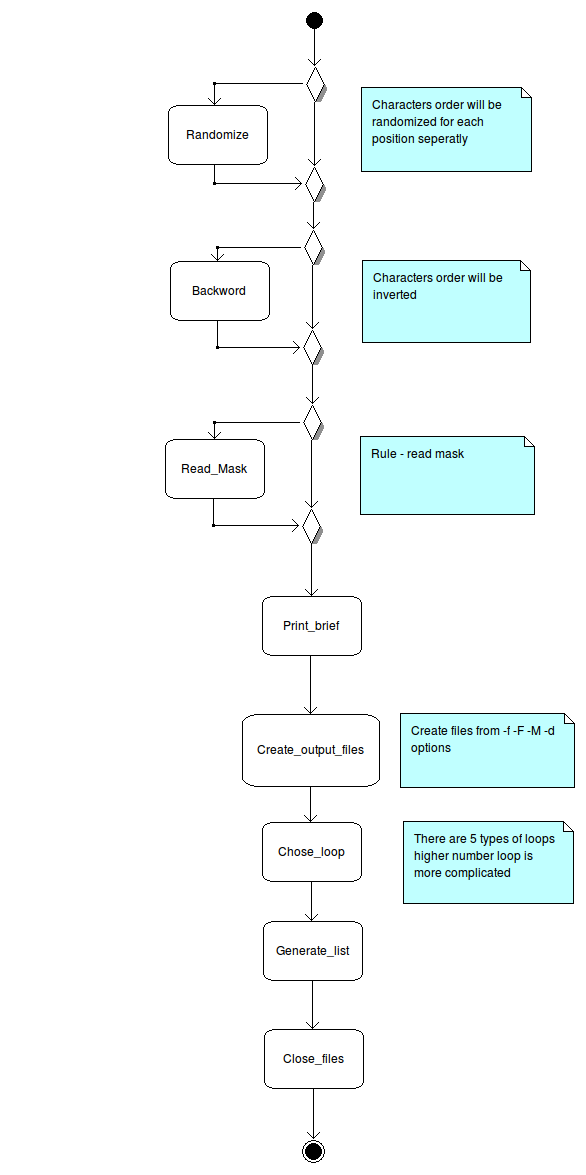 Randomize
Characters order will be
randomized for each
position seperatly
Backword
Characters order will be
inverted
Read_Mask
Rule - read mask
Print_brief
Create_output_files
Create files from -f -F -M -d
options
Chose_loop
There are 5 types of loops
higher number loop is
more complicated
Generate_list
Close_files